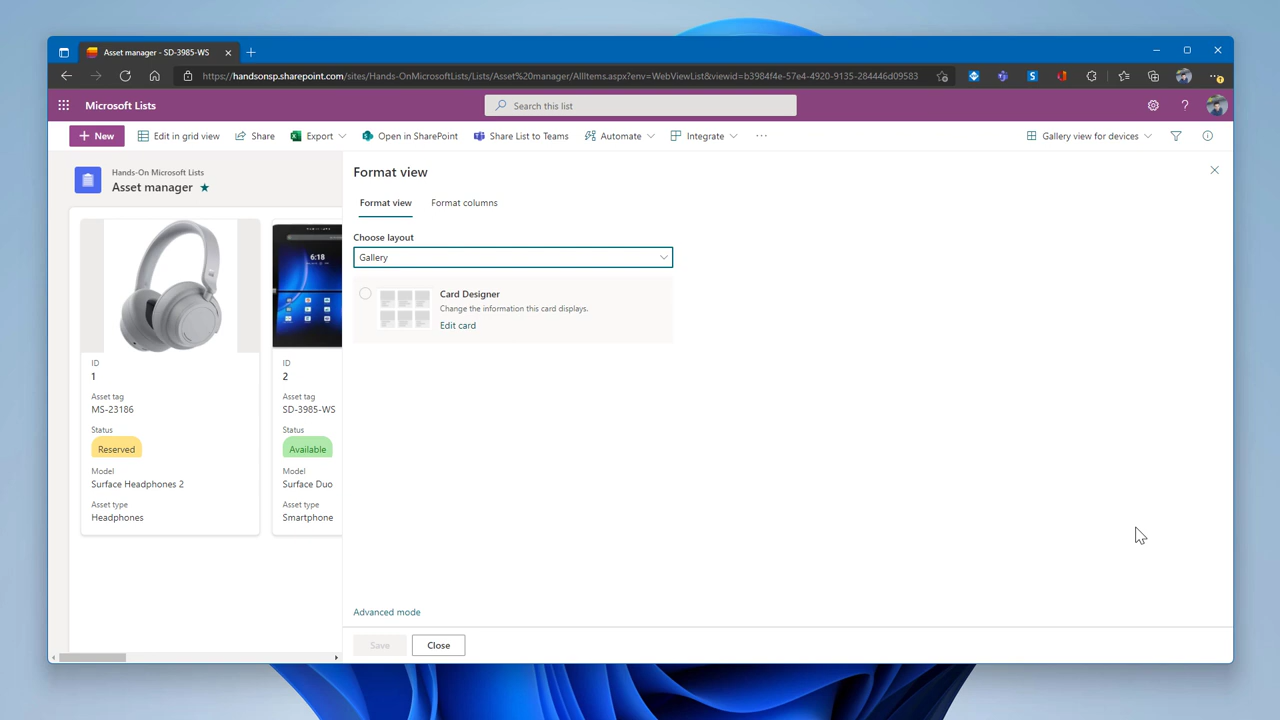 Asset manager - SD-3985-WS
https://handsonsp.sharepoint.com/sites/Hands-OnMicrosoftLists/Lists/Asset%20manager/AllItems.aspx?env=WebViewList&viewid=b3984f4e-57e4-4920-9135-284446d09583
Microsoft Lists
Search this list
New
Edit in grid view
Share
Export
Open in SharePoint
Share List to Teams
Automate
Integrate
Gallery view for devices
Hands-On Microsoft Lists
Asset manager
Format view
Format view
Format columns
Choose layout
Gallery
Card Designer
Change the information this card displays.
Edit card
6:18
ID
1
Asset tag
MS-23186
Status
Reserved
Model
Surface Headphones 2
Asset type
Headphones
ID
2
Asset tag
SD-3985-WS
Status
Available
Model
Surface Duo
Asset type
Smartphone
Advanced mode
Save
Close